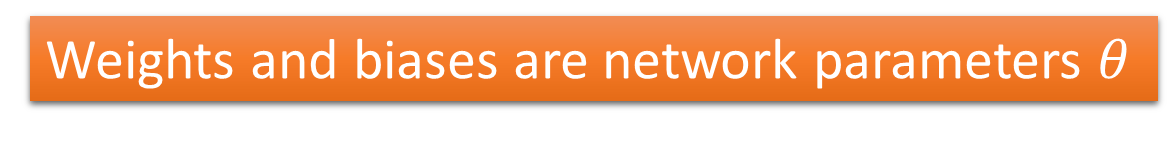 Weights and biases are network parameters 𝜃